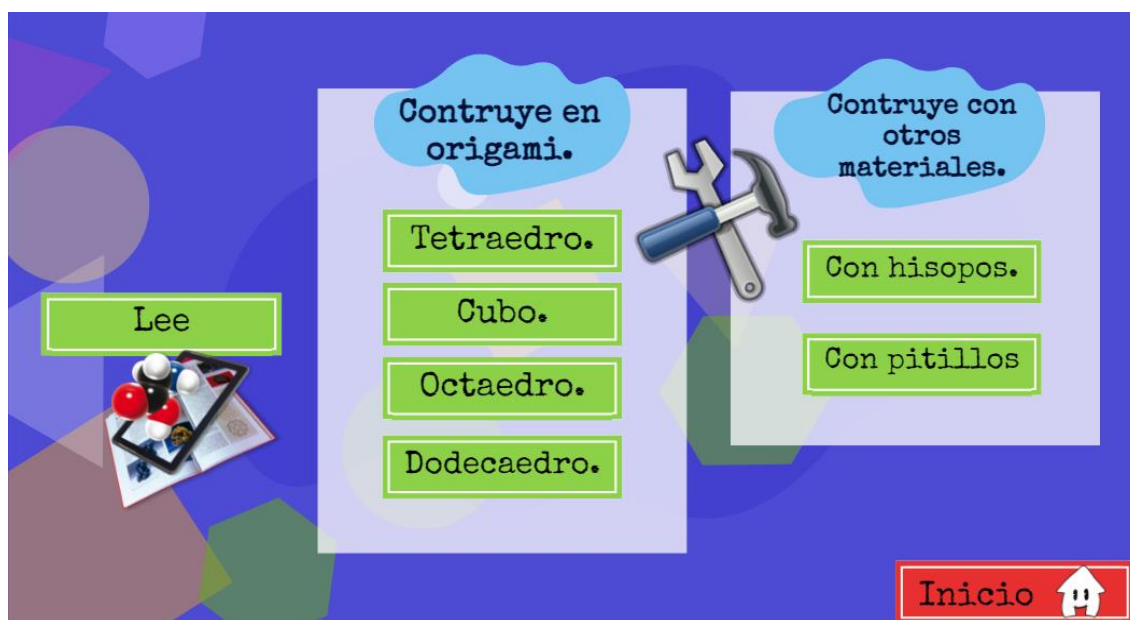 Lee
Contruye en
origami.
Tetraedro.
Cubo.
Octaedro.
Dodecaedro.
Contruye con
otros
materiales.
Con hisopos.
Con pitillos
Inicio